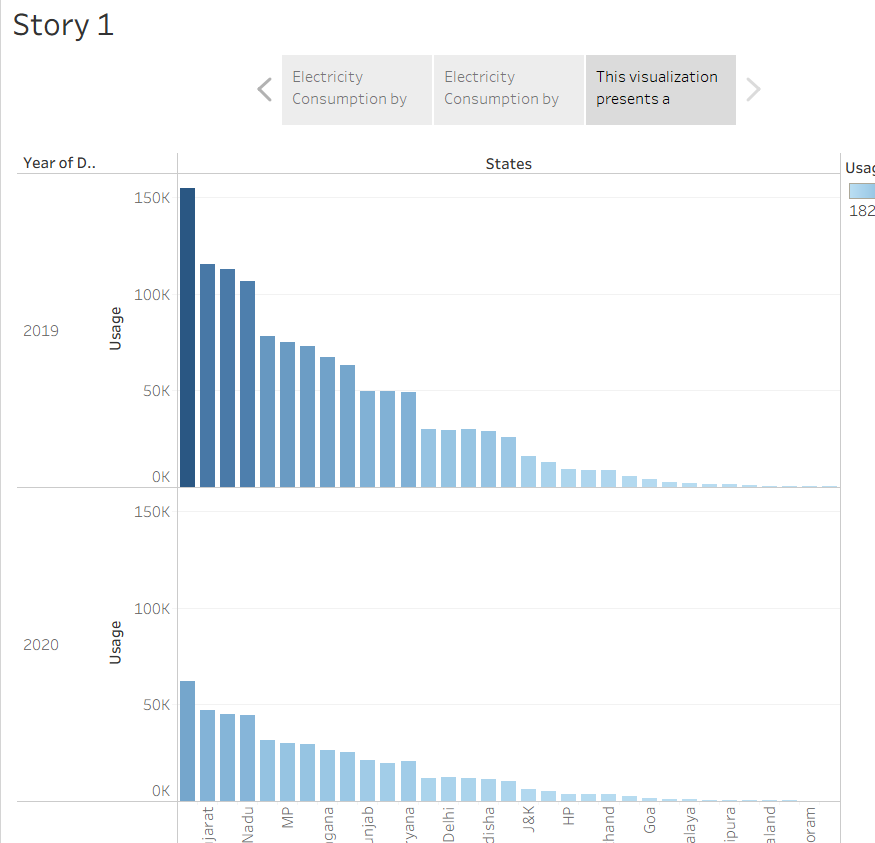 Story 1
Electricity
Consumption by
Electricity
Consumption by
This visualization
presents a
Year of D..
States
Usag
182
2019
Usage
150K
100K
50K
0K
2020
Usage
150K
100K
50K
0K
jarat
Nadu
MP
gana
unjab
ryana
Delhi
disha
J&K
HP
hand
Goa
alaya
ipura
aland
oram